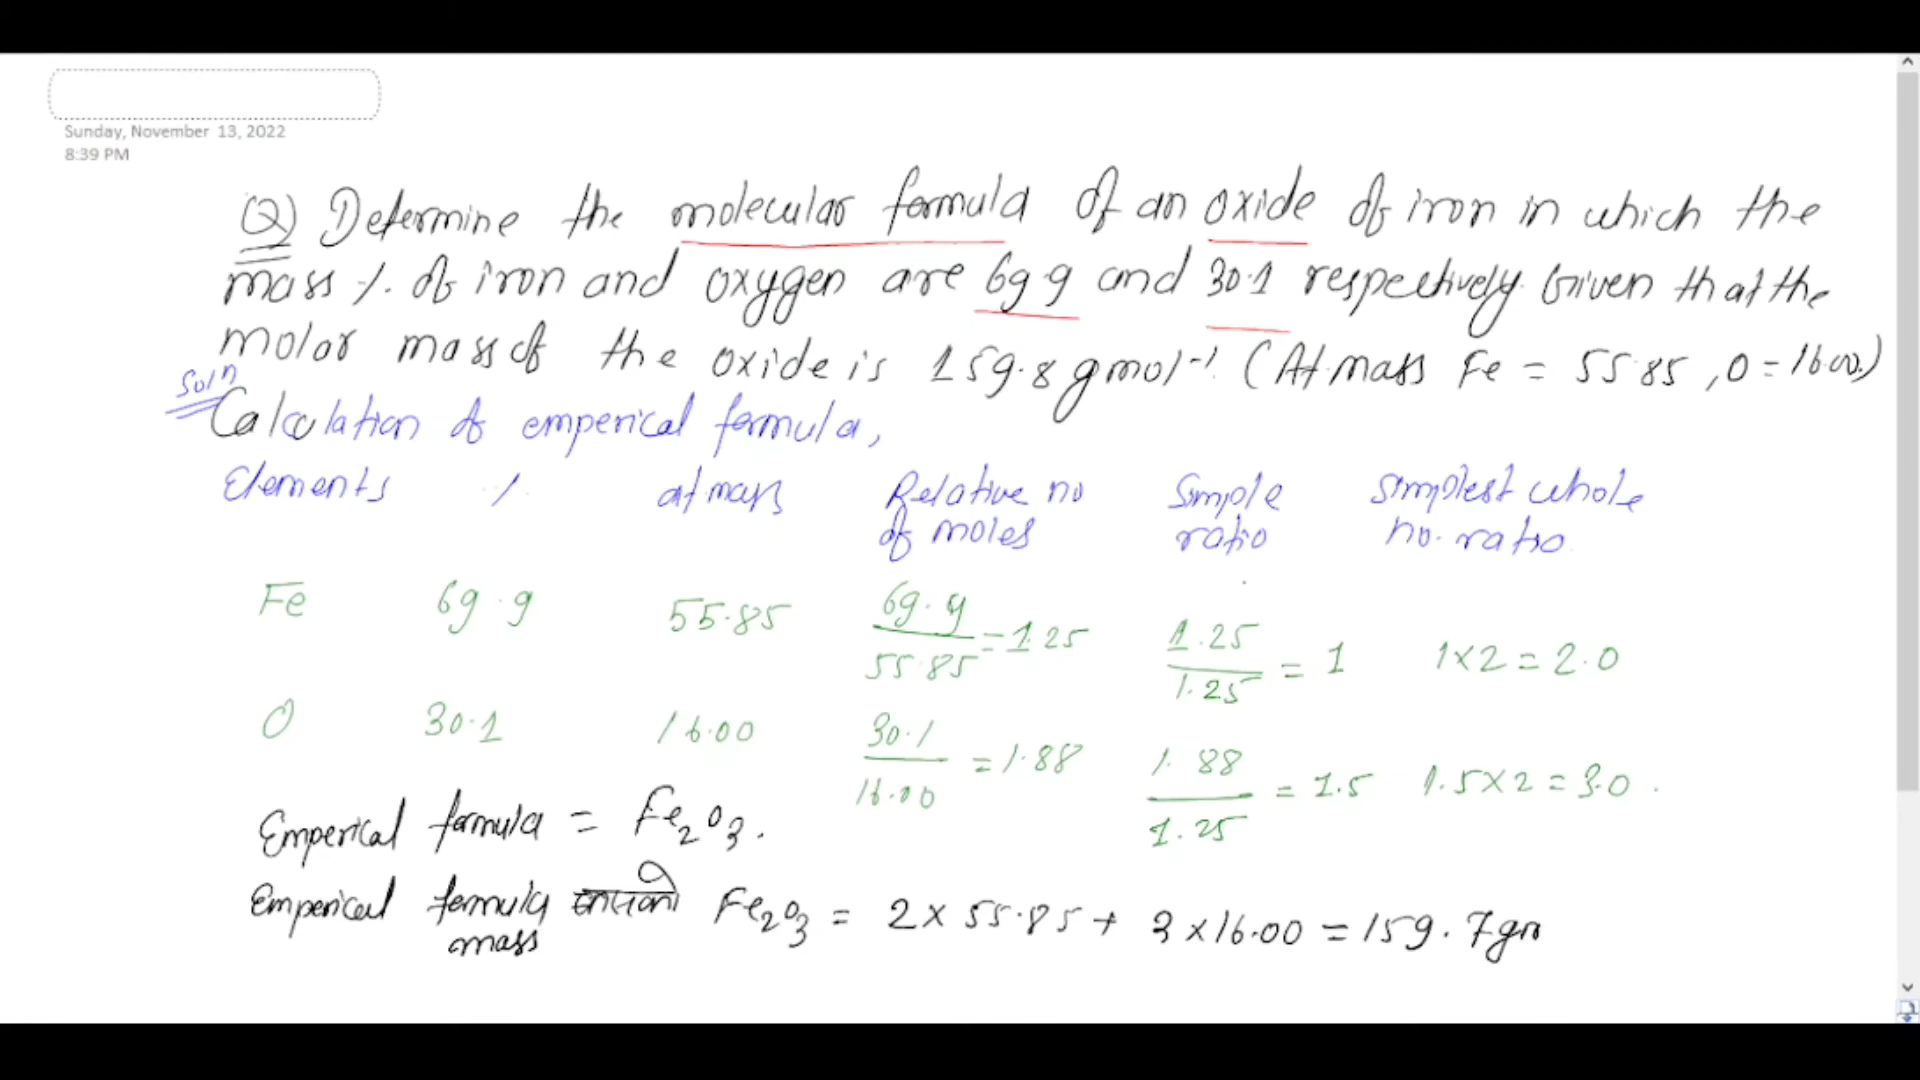 Sunday, November 13, 2022
8:39 PM
Q) Determine the molecular formula of an oxide of iron in which the
mass %. of iron and oxygen are 69.9 and 30.1 respectively. Given that the
molar mass of the oxide is 159.8 g mol⁻¹. (At. mass Fe = 55.85, O = 16.00.)
Solⁿ
Calculation of emperical formula,
Elements % at mass Relative no of moles Simple ratio simplest whole no. ratio.
Fe 69.9 55.85 69.9/55.85 = 1.25 1.25/1.25 = 1 1x2 = 2.0
O 30.1 16.00 30.1/16.00 = 1.88 1.88/1.25 = 1.5 1.5x2 = 3.0.
Emperical formula = Fe₂O₃.
Emperical formula mass Fe₂O₃ = 2 x 55.85 + 3 x 16.00 = 159.7 gm